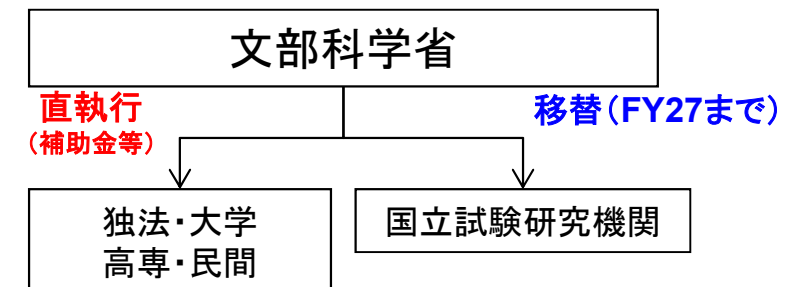 文部科学省
直執行
（補助金等）
移替（FY27まで）
独法・大学
高専・民間
国立試験研究機関